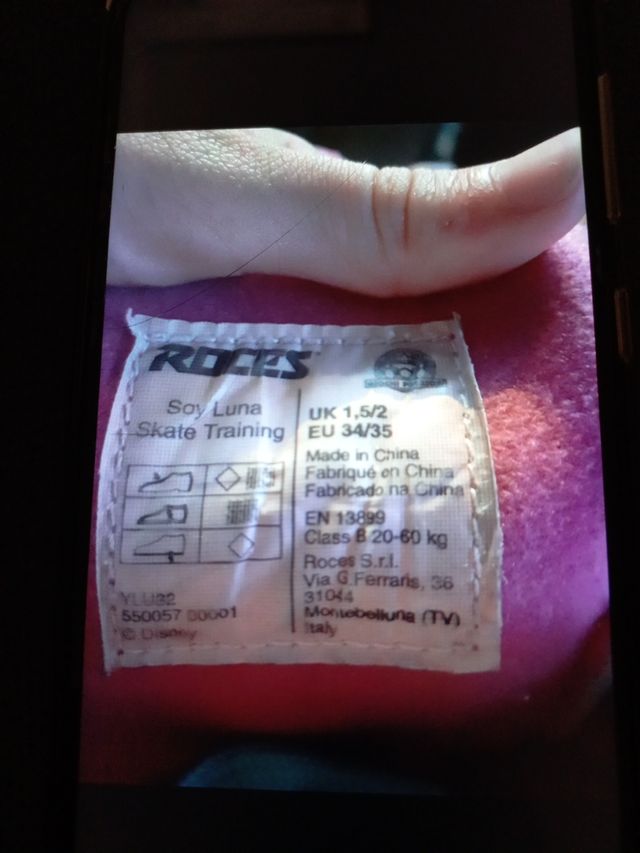 ROCES
Soy Luna
Skate Training
UK 1,5/2
EU 34/35
Made in China
Fabriqué en China
Fabricado na China
EN 13899
Class B 20-60 kg
Roces S.r.l.
Via G.Ferraris, 36
31044
Montebelluna (TV)
Italy
YLU32
550057 00001
© Disney